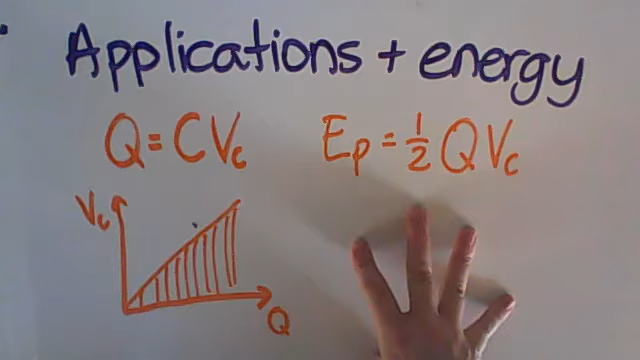 Applications + energy
Q = CVc Ep = ½ QVc
Vc
Q